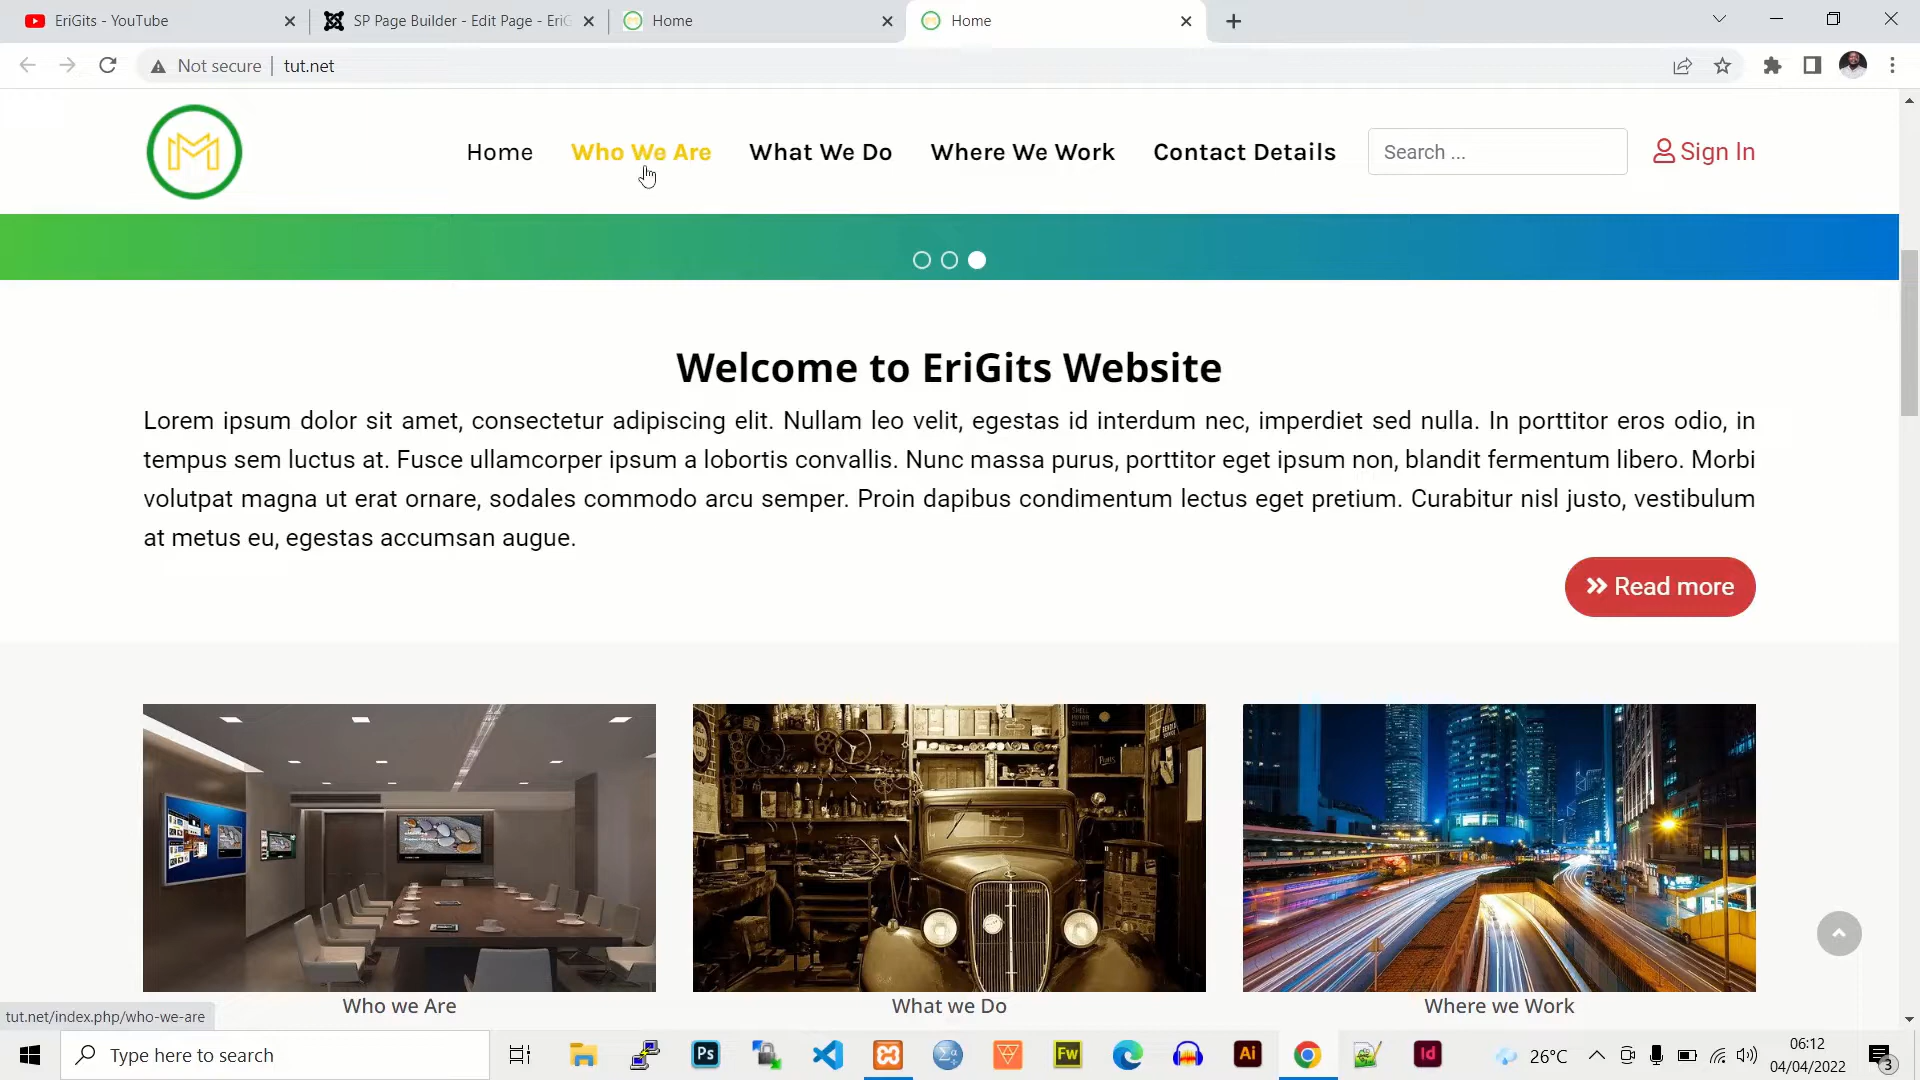 EriGits - YouTube
SP Page Builder - Edit Page - EriG
Home
Home
Not secure
tut.net
Home
Who We Are
What We Do
Where We Work
Contact Details
Search ...
Sign In
Welcome to EriGits Website
Lorem ipsum dolor sit amet, consectetur adipiscing elit. Nullam leo velit, egestas id interdum nec, imperdiet sed nulla. In porttitor eros odio, in
tempus sem luctus at. Fusce ullamcorper ipsum a lobortis convallis. Nunc massa purus, porttitor eget ipsum non, blandit fermentum libero. Morbi
volutpat magna ut erat ornare, sodales commodo arcu semper. Proin dapibus condimentum lectus eget pretium. Curabitur nisl justo, vestibulum
at metus eu, egestas accumsan augue.
Read more
Who we Are
What we Do
Where we Work
tut.net/index.php/who-we-are
Type here to search
Ps
Fw
Ai
Id
26°C
06:12
04/04/2022
3